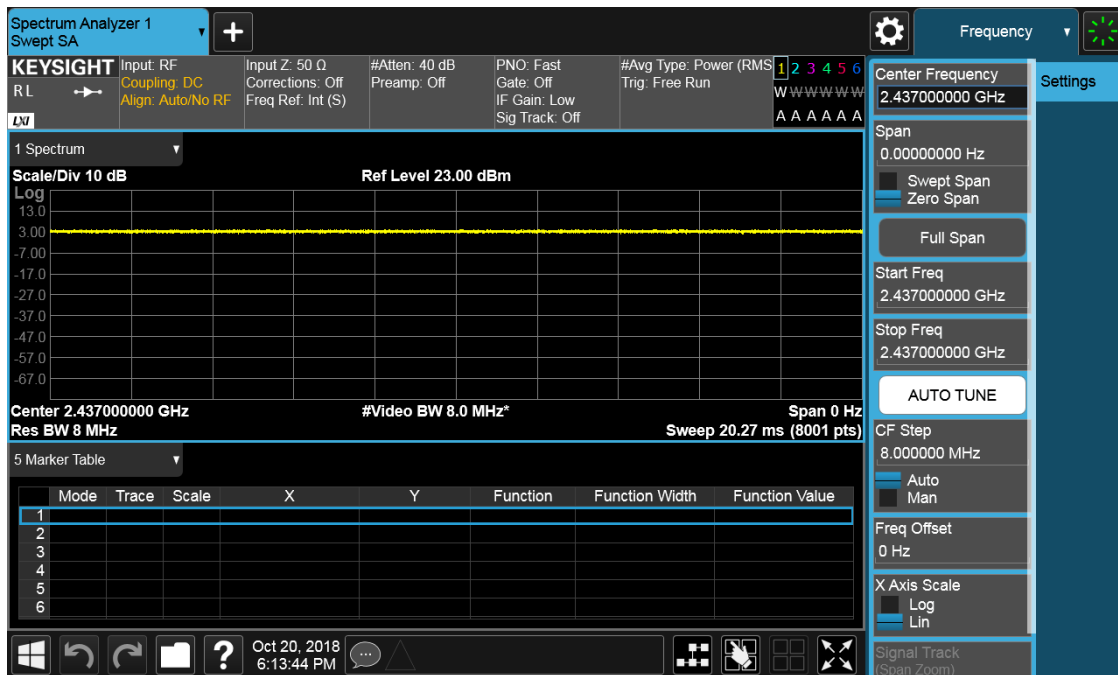 Spectrum Analyzer 1
Swept SA
+
Frequency
KEYSIGHT
RL
LXI
Input: RF
Coupling: DC
Align: Auto/No RF
Input Z: 50 Ω
Corrections: Off
Freq Ref: Int (S)
#Atten: 40 dB
Preamp: Off
PNO: Fast
Gate: Off
IF Gain: Low
Sig Track: Off
#Avg Type: Power (RMS
Trig: Free Run
1 2 3 4 5 6
W W W W W W
A A A A A A
1 Spectrum
Scale/Div 10 dB
Ref Level 23.00 dBm
Log
13.0
3.00
-7.00
-17.0
-27.0
-37.0
-47.0
-57.0
-67.0
Center 2.437000000 GHz
#Video BW 8.0 MHz*
Span 0 Hz
Res BW 8 MHz
Sweep 20.27 ms (8001 pts)
5 Marker Table
Mode Trace Scale X Y Function Function Width Function Value
1
2
3
4
5
6
?
Oct 20, 2018
6:13:44 PM
Center Frequency
2.437000000 GHz
Span
0.00000000 Hz
Swept Span
Zero Span
Full Span
Start Freq
2.437000000 GHz
Stop Freq
2.437000000 GHz
AUTO TUNE
CF Step
8.000000 MHz
Auto
Man
Freq Offset
0 Hz
X Axis Scale
Log
Lin
Signal Track
(Span Zoom)
Settings